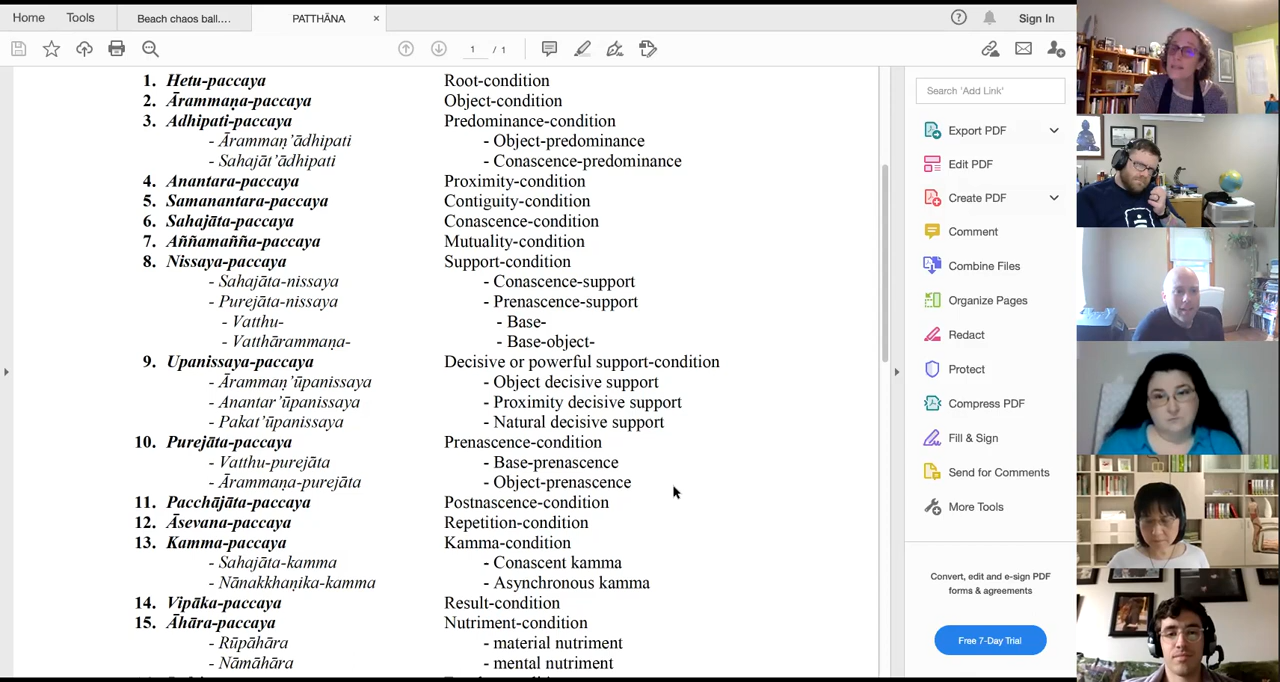 Home Tools Beach chaos ball.... PATTHĀNA × ? Sign In
1 / 1
1. Hetu-paccaya Root-condition
2. Ārammaṇa-paccaya Object-condition
3. Adhipati-paccaya Predominance-condition
- Ārammaṇ’ādhipati - Object-predominance
- Sahajāt’ādhipati - Conascence-predominance
4. Anantara-paccaya Proximity-condition
5. Samanantara-paccaya Contiguity-condition
6. Sahajāta-paccaya Conascence-condition
7. Aññamañña-paccaya Mutuality-condition
8. Nissaya-paccaya Support-condition
- Sahajāta-nissaya - Conascence-support
- Purejāta-nissaya - Prenascence-support
- Vatthu- - Base-
- Vatthārammaṇa- - Base-object-
9. Upanissaya-paccaya Decisive or powerful support-condition
- Ārammaṇ’ūpanissaya - Object decisive support
- Anantar’ūpanissaya - Proximity decisive support
- Pakat’ūpanissaya - Natural decisive support
10. Purejāta-paccaya Prenascence-condition
- Vatthu-purejāta - Base-prenascence
- Ārammaṇa-purejāta - Object-prenascence
11. Pacchājāta-paccaya Postnascence-condition
12. Āsevana-paccaya Repetition-condition
13. Kamma-paccaya Kamma-condition
- Sahajāta-kamma - Conascent kamma
- Nānakkhaṇika-kamma - Asynchronous kamma
14. Vipāka-paccaya Result-condition
15. Āhāra-paccaya Nutriment-condition
- Rūpāhāra - material nutriment
- Nāmāhāra - mental nutriment
Search 'Add Link'
Export PDF
Edit PDF
Create PDF
Comment
Combine Files
Organize Pages
Redact
Protect
Compress PDF
Fill & Sign
Send for Comments
More Tools
Convert, edit and e-sign PDF
forms & agreements
Free 7-Day Trial